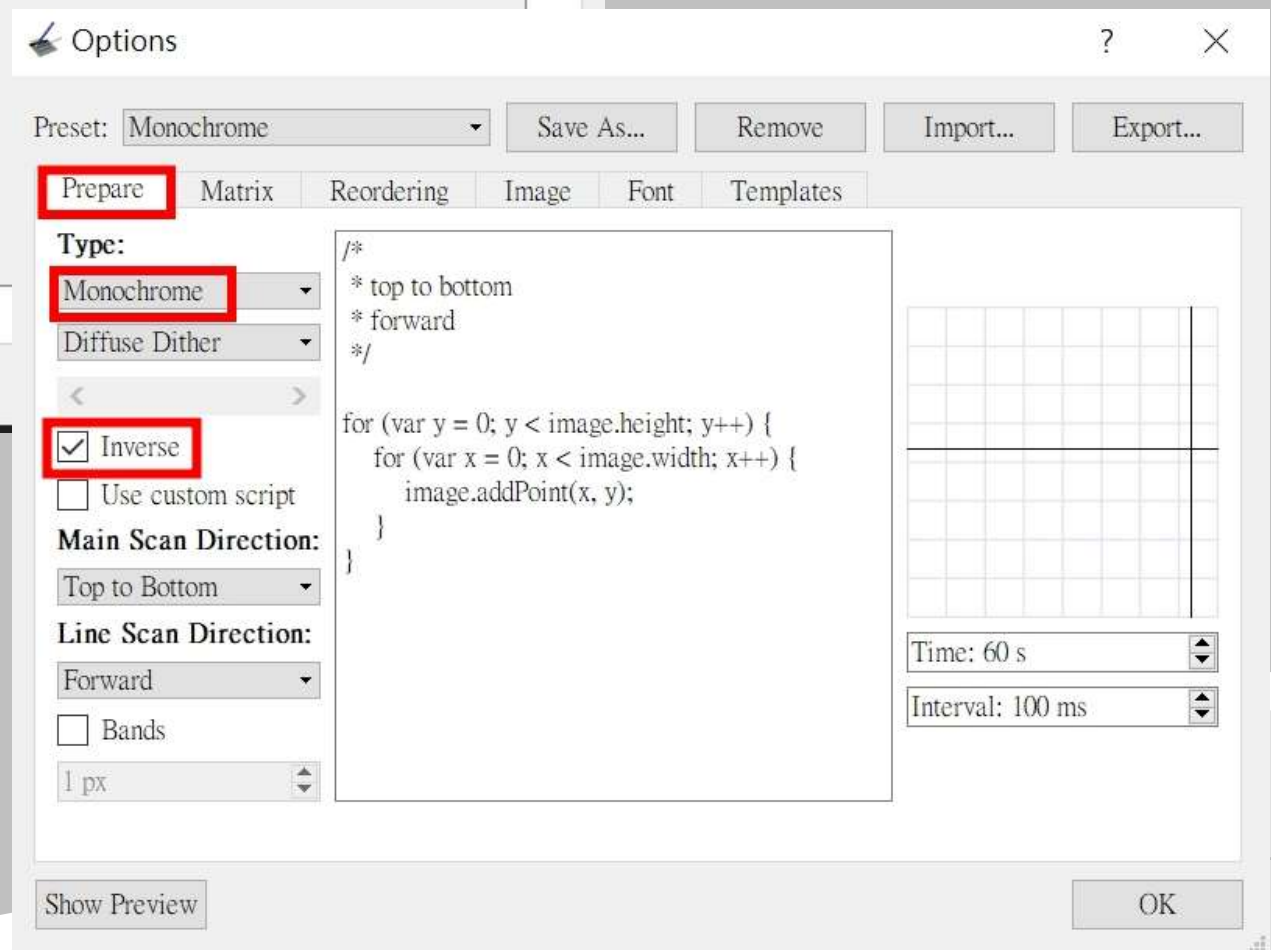 Options
?
Preset: Monochrome Save As... Remove Import... Export...
Prepare Matrix Reordering Image Font Templates
Type:
Monochrome
Diffuse Dither
Inverse
Use custom script
Main Scan Direction:
Top to Bottom
Line Scan Direction:
Forward
Bands
1 px
/*
* top to bottom
* forward
*/
for (var y = 0; y < image.height; y++) {
for (var x = 0; x < image.width; x++) {
image.addPoint(x, y);
}
}
Time: 60 s
Interval: 100 ms
Show Preview
OK